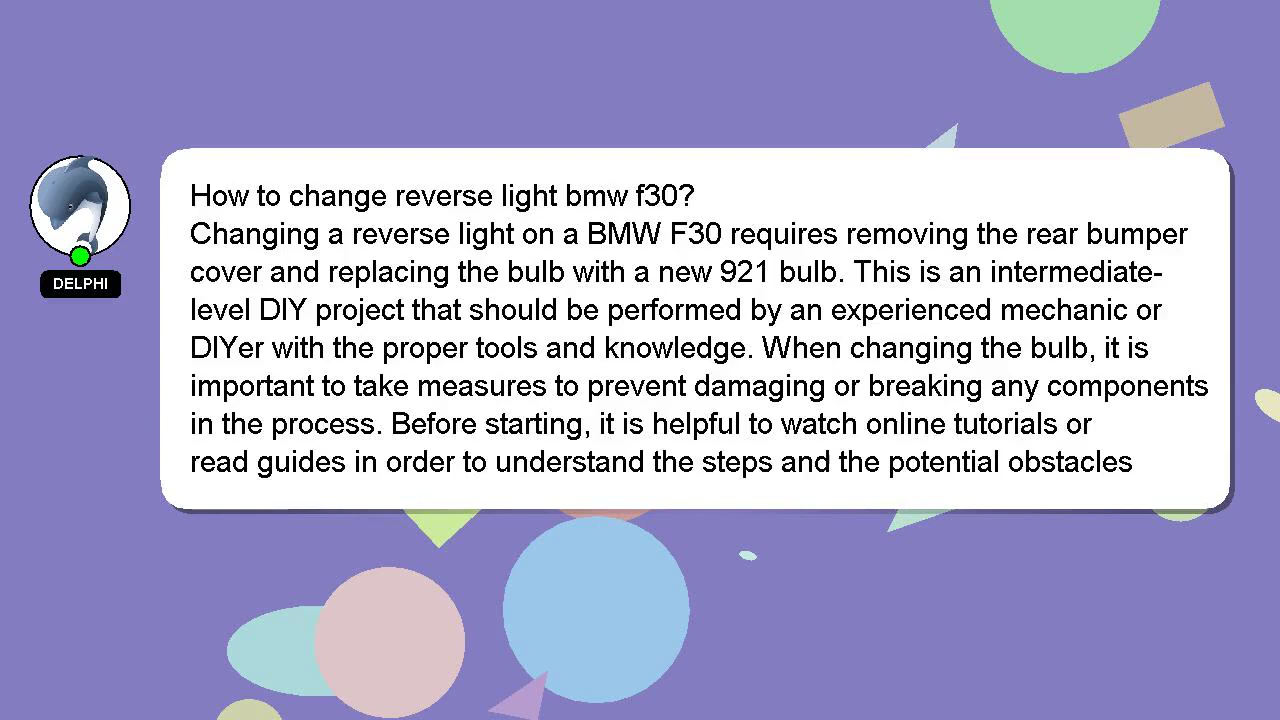 How to change reverse light bmw f30?
Changing a reverse light on a BMW F30 requires removing the rear bumper
cover and replacing the bulb with a new 921 bulb. This is an intermediate-
level DIY project that should be performed by an experienced mechanic or
DIYer with the proper tools and knowledge. When changing the bulb, it is
important to take measures to prevent damaging or breaking any components
in the process. Before starting, it is helpful to watch online tutorials or
read guides in order to understand the steps and the potential obstacles
DELPHI